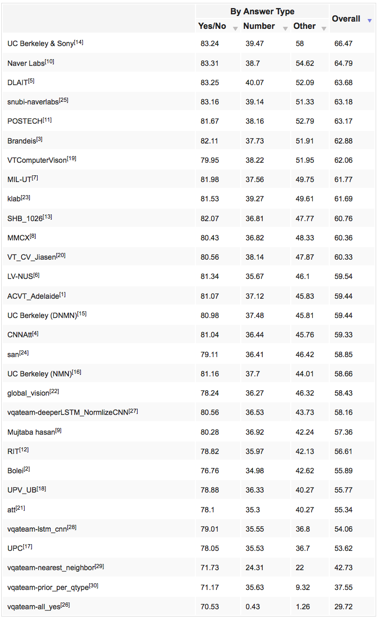 By Answer Type
Overall
Yes/No Number Other
UC Berkeley & Sony[14] 83.24 39.47 58 66.47
Naver Labs[10] 83.31 38.7 54.62 64.79
DLAIT[5] 83.25 40.07 52.09 63.68
snubi-naverlabs[25] 83.16 39.14 51.33 63.18
POSTECH[11] 81.67 38.16 52.79 63.17
Brandeis[3] 82.11 37.73 51.91 62.88
VTComputerVison[19] 79.95 38.22 51.95 62.06
MIL-UT[7] 81.98 37.56 49.75 61.77
klab[23] 81.53 39.27 49.61 61.69
SHB_1026[13] 82.07 36.81 47.77 60.76
MMCX[8] 80.43 36.82 48.33 60.36
VT_CV_Jiasen[20] 80.56 38.14 47.87 60.33
LV-NUS[6] 81.34 35.67 46.1 59.54
ACVT_Adelaide[1] 81.07 37.12 45.83 59.44
UC Berkeley (DNMN)[15] 80.98 37.48 45.81 59.44
CNNAtt[4] 81.04 36.44 45.76 59.33
san[24] 79.11 36.41 46.42 58.85
UC Berkeley (NMN)[16] 81.16 37.7 44.01 58.66
global_vision[22] 78.24 36.27 46.32 58.43
vqateam-deeperLSTM_NormlizeCNN[27] 80.56 36.53 43.73 58.16
Mujtaba hasan[9] 80.28 36.92 42.24 57.36
RIT[12] 78.82 35.97 42.13 56.61
Bolei[2] 76.76 34.98 42.62 55.89
UPV_UB[18] 78.88 36.33 40.27 55.77
att[21] 78.1 35.3 40.27 55.34
vqateam-lstm_cnn[28] 79.01 35.55 36.8 54.06
UPC[17] 78.05 35.53 36.7 53.62
vqateam-nearest_neighbor[29] 71.73 24.31 22 42.73
vqateam-prior_per_qtype[30] 71.17 35.63 9.32 37.55
vqateam-all_yes[26] 70.53 0.43 1.26 29.72